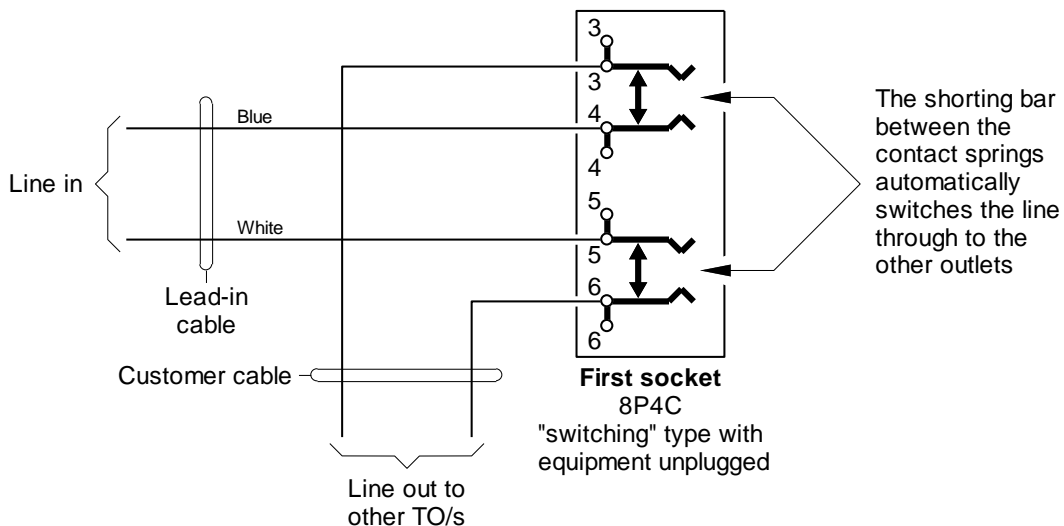 3
3
4
4
5
5
6
6
Blue
White
Line in
Lead-in
cable
Customer cable
Line out to
other TO/s
First socket
8P4C
"switching" type with
equipment unplugged
The shorting bar
between the
contact springs
automatically
switches the line
through to the
other outlets